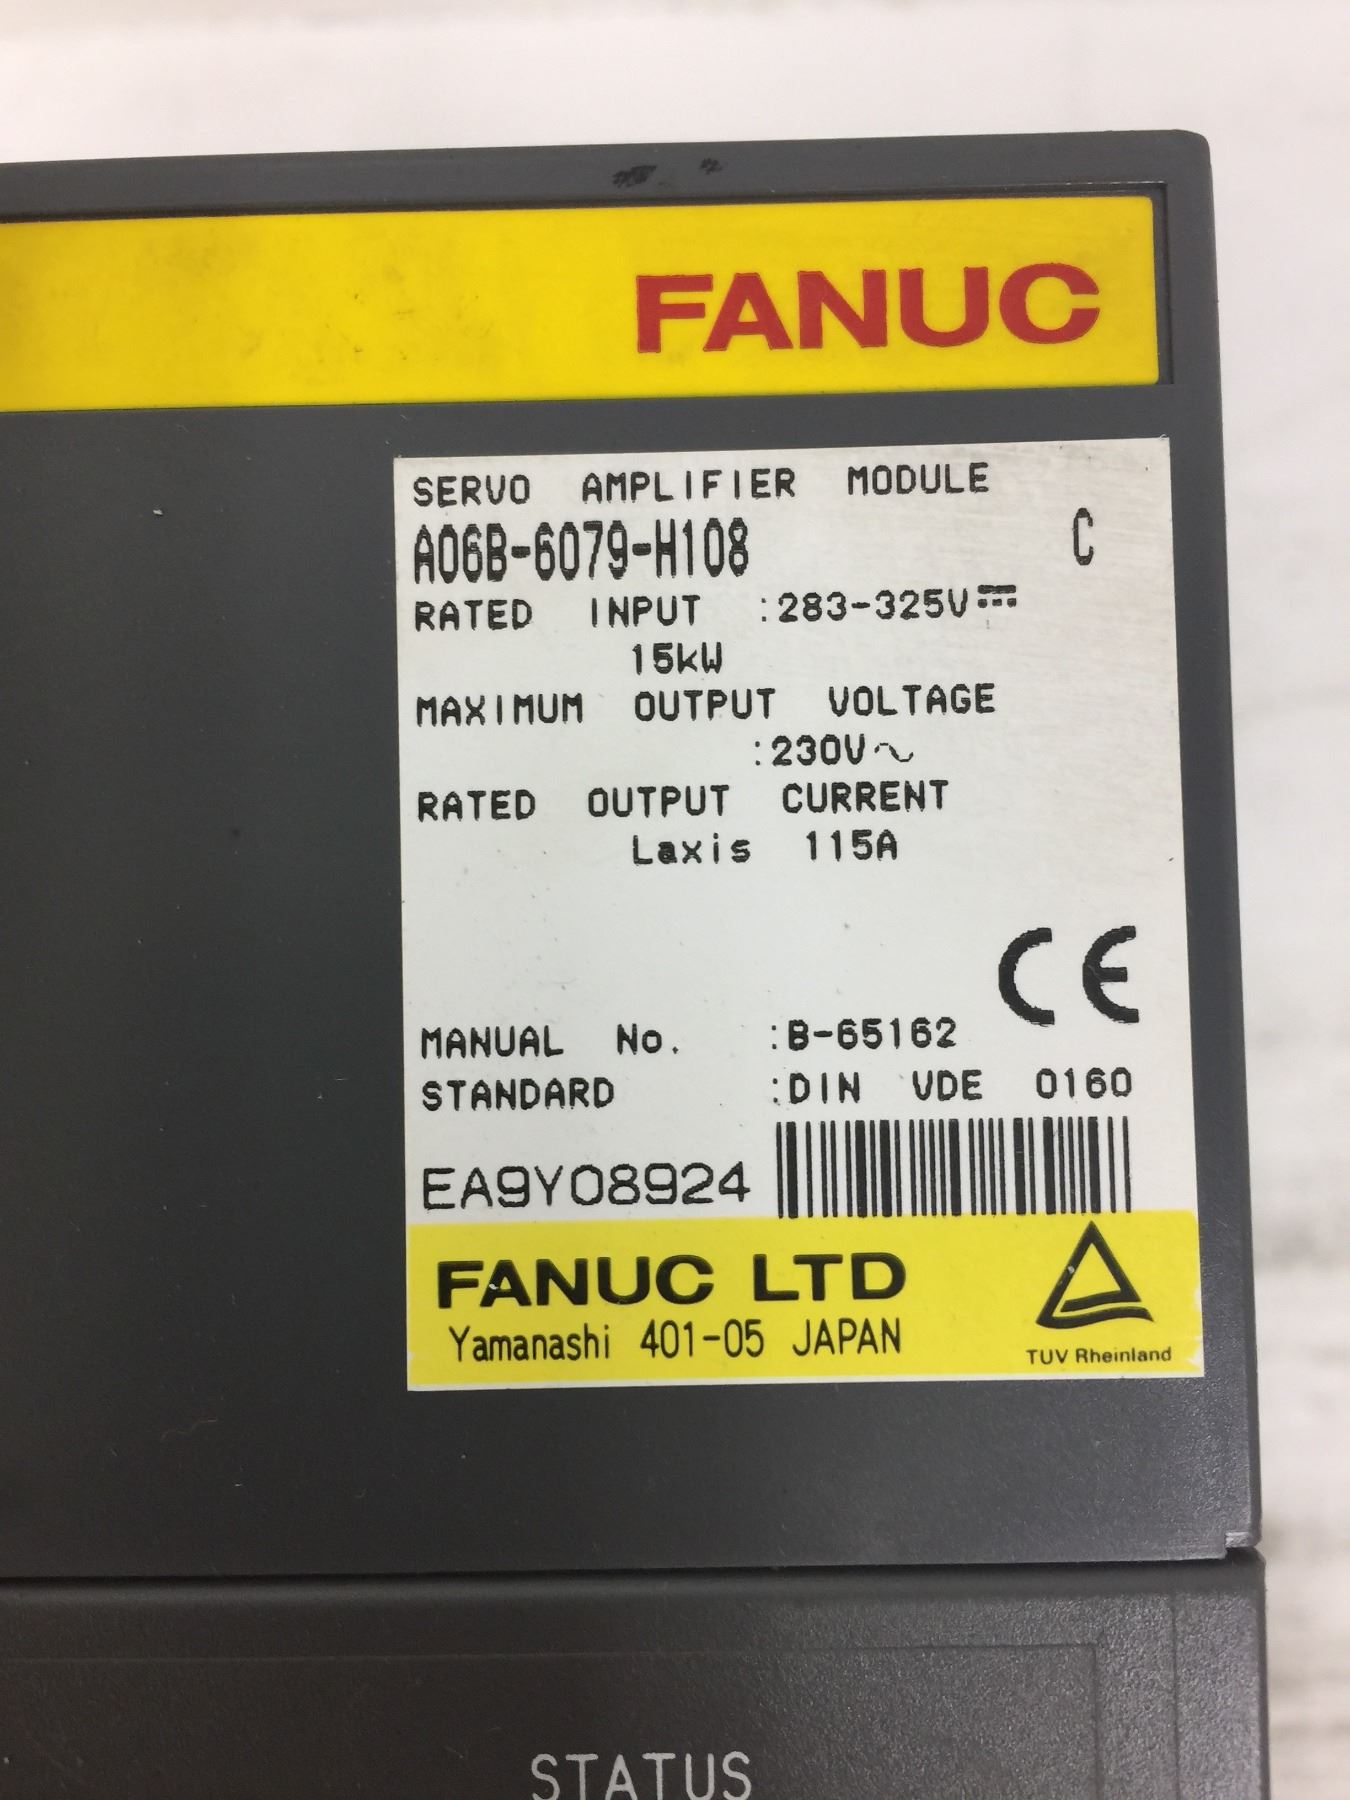 FANUC
SERVO AMPLIFIER MODULE
A06B-6079-H108 C
RATED INPUT :283-325V⎓
15kW
MAXIMUM OUTPUT VOLTAGE
:230V~
RATED OUTPUT CURRENT
Laxis 115A
CE
MANUAL No. :B-65162
STANDARD :DIN VDE 0160
EA9Y08924
FANUC LTD
Yamanashi 401-05 JAPAN
TUV Rheinland
STATUS